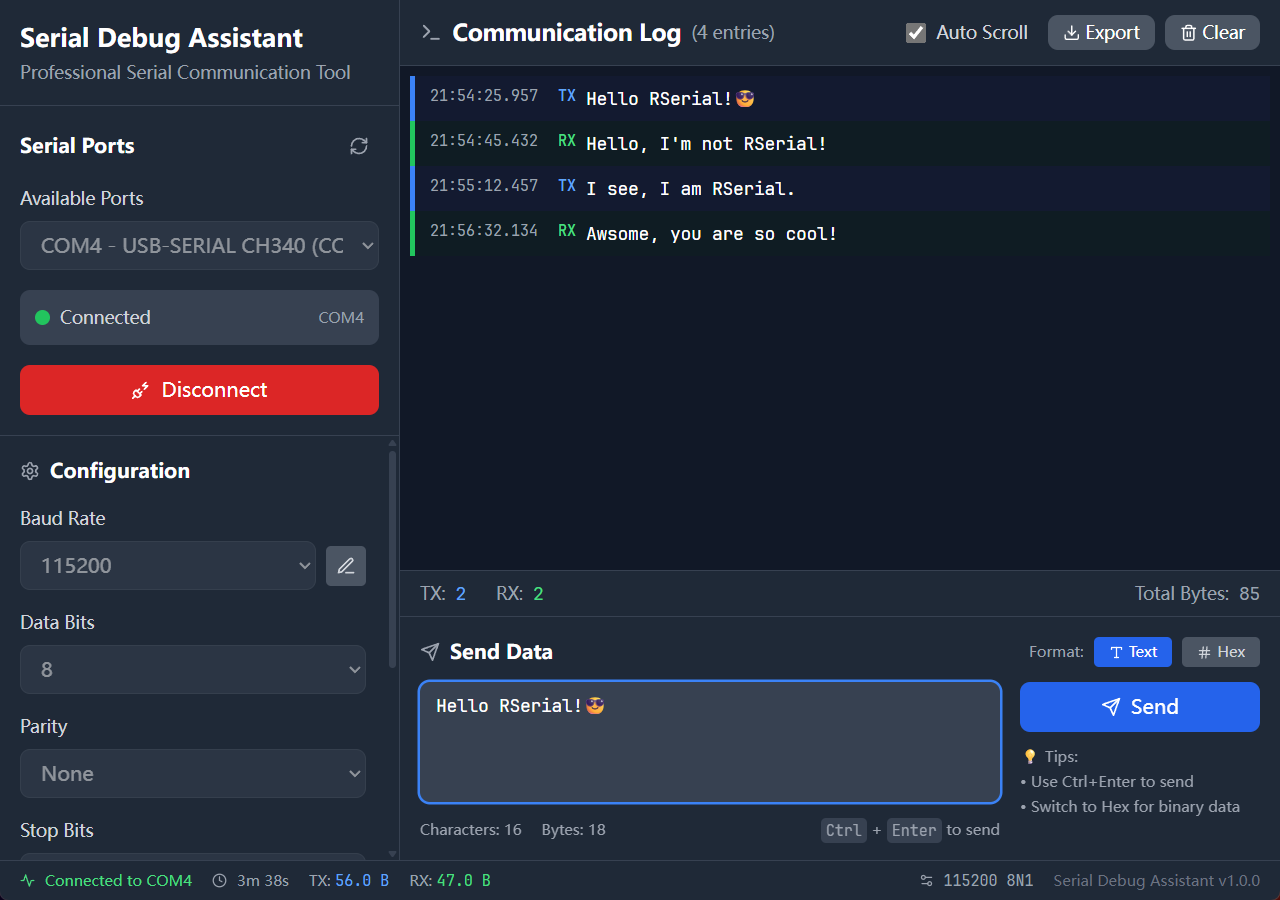 Serial Debug Assistant
Professional Serial Communication Tool
Serial Ports
Available Ports
COM4 - USB-SERIAL CH340 (CC
Connected COM4
Disconnect
Configuration
Baud Rate
115200
Data Bits
8
Parity
None
Stop Bits
Communication Log (4 entries) Auto Scroll Export Clear
21:54:25.957 TX Hello RSerial!😎
21:54:45.432 RX Hello, I'm not RSerial!
21:55:12.457 TX I see, I am RSerial.
21:56:32.134 RX Awsome, you are so cool!
TX: 2 RX: 2 Total Bytes: 85
Send Data Format: Text # Hex
Hello RSerial!😎
Send
💡 Tips:
• Use Ctrl+Enter to send
• Switch to Hex for binary data
Characters: 16 Bytes: 18 Ctrl + Enter to send
Connected to COM4 3m 38s TX: 56.0 B RX: 47.0 B 115200 8N1 Serial Debug Assistant v1.0.0